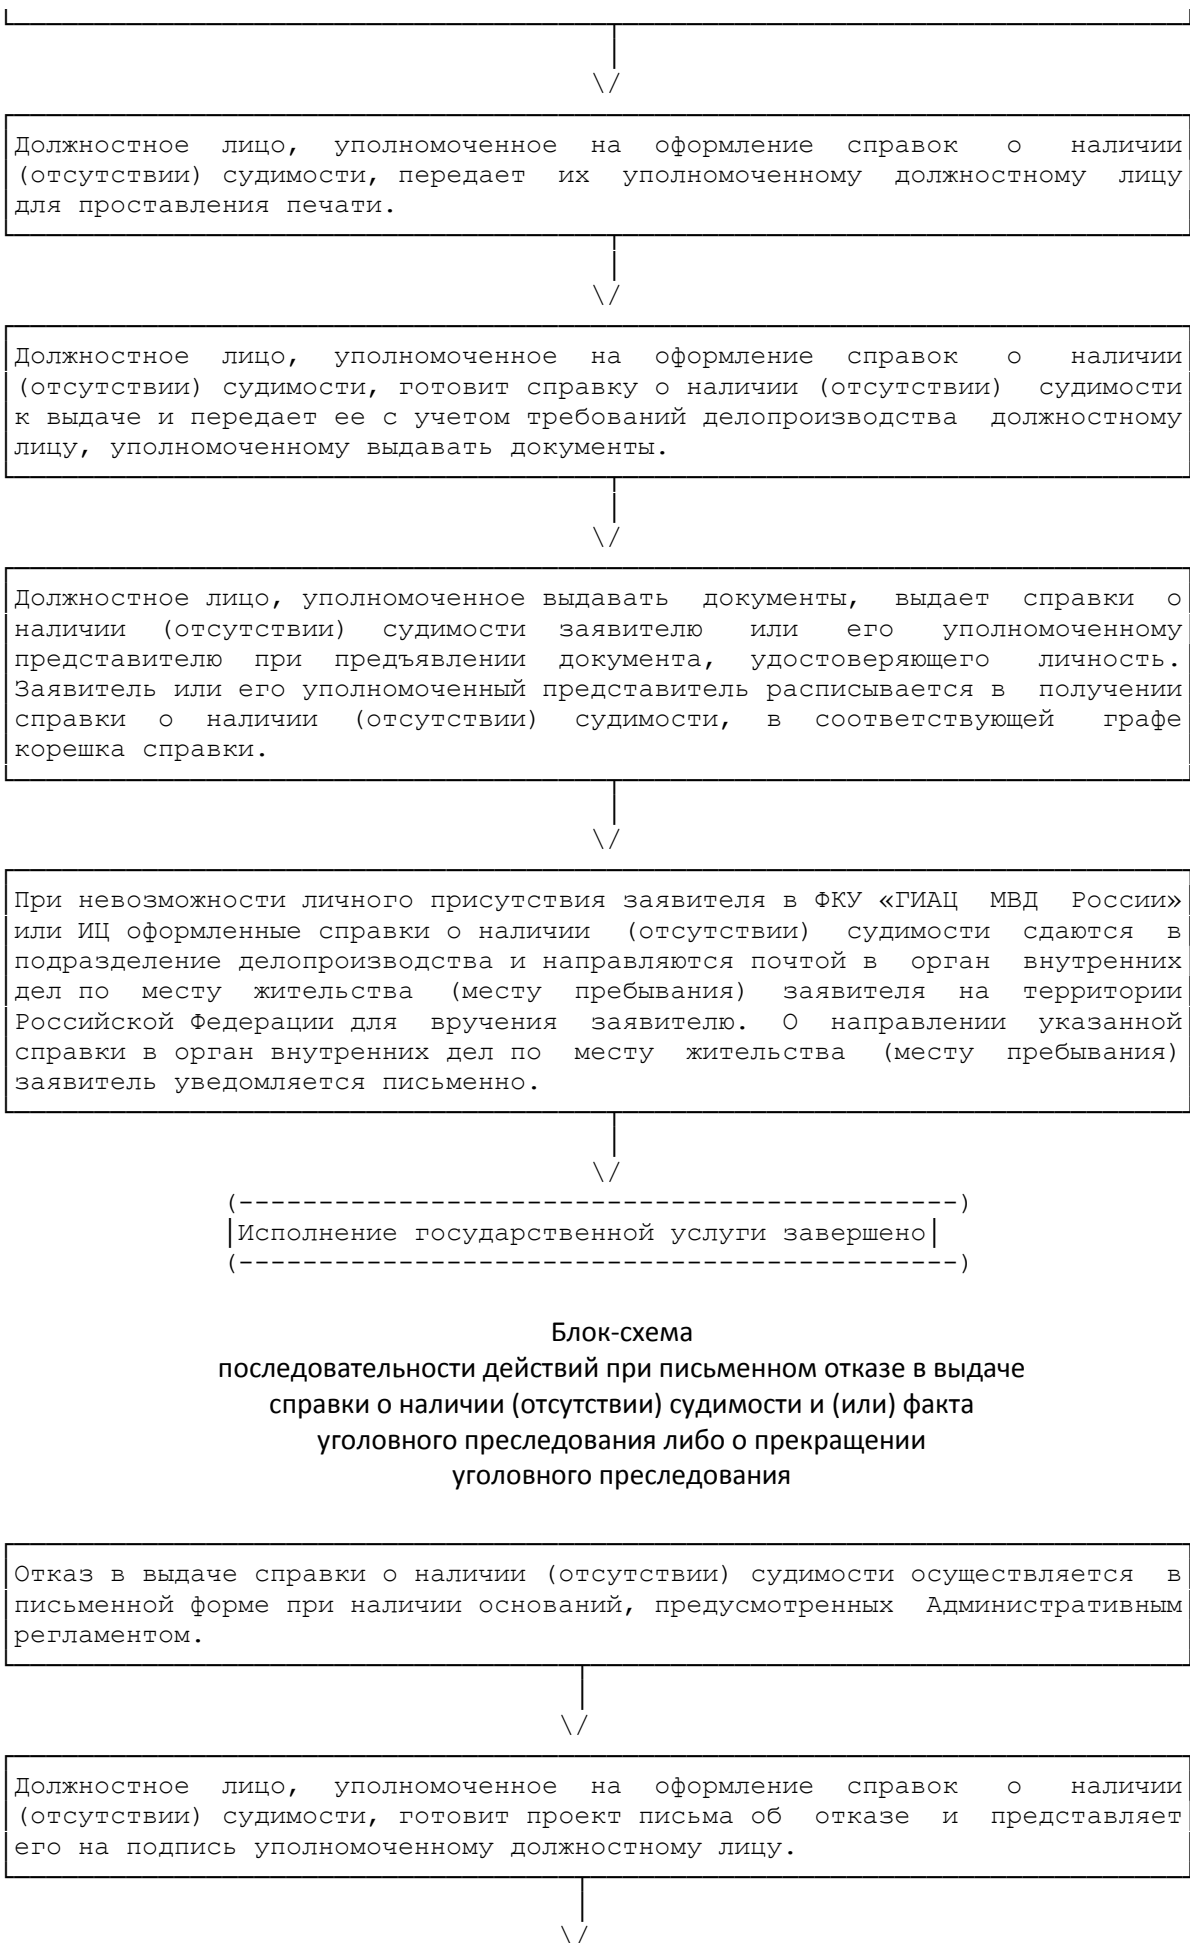 Должностное лицо, уполномоченное на оформление справок о наличии
(отсутствии) судимости, передает их уполномоченному должностному лицу
для проставления печати.
Должностное лицо, уполномоченное на оформление справок о наличии
(отсутствии) судимости, готовит справку о наличии (отсутствии) судимости
к выдаче и передает ее с учетом требований делопроизводства должностному
лицу, уполномоченному выдавать документы.
Должностное лицо, уполномоченное выдавать документы, выдает справки о
наличии (отсутствии) судимости заявителю или его уполномоченному
представителю при предъявлении документа, удостоверяющего личность.
Заявитель или его уполномоченный представитель расписывается в получении
справки о наличии (отсутствии) судимости, в соответствующей графе
корешка справки.
При невозможности личного присутствия заявителя в ФКУ «ГИАЦ МВД России»
или ИЦ оформленные справки о наличии (отсутствии) судимости сдаются в
подразделение делопроизводства и направляются почтой в орган внутренних
дел по месту жительства (месту пребывания) заявителя на территории
Российской Федерации для вручения заявителю. О направлении указанной
справки в орган внутренних дел по месту жительства (месту пребывания)
заявитель уведомляется письменно.
Исполнение государственной услуги завершено
Блок-схема
последовательности действий при письменном отказе в выдаче
справки о наличии (отсутствии) судимости и (или) факта
уголовного преследования либо о прекращении
уголовного преследования
Отказ в выдаче справки о наличии (отсутствии) судимости осуществляется в
письменной форме при наличии оснований, предусмотренных Административным
регламентом.
Должностное лицо, уполномоченное на оформление справок о наличии
(отсутствии) судимости, готовит проект письма об отказе и представляет
его на подпись уполномоченному должностному лицу.